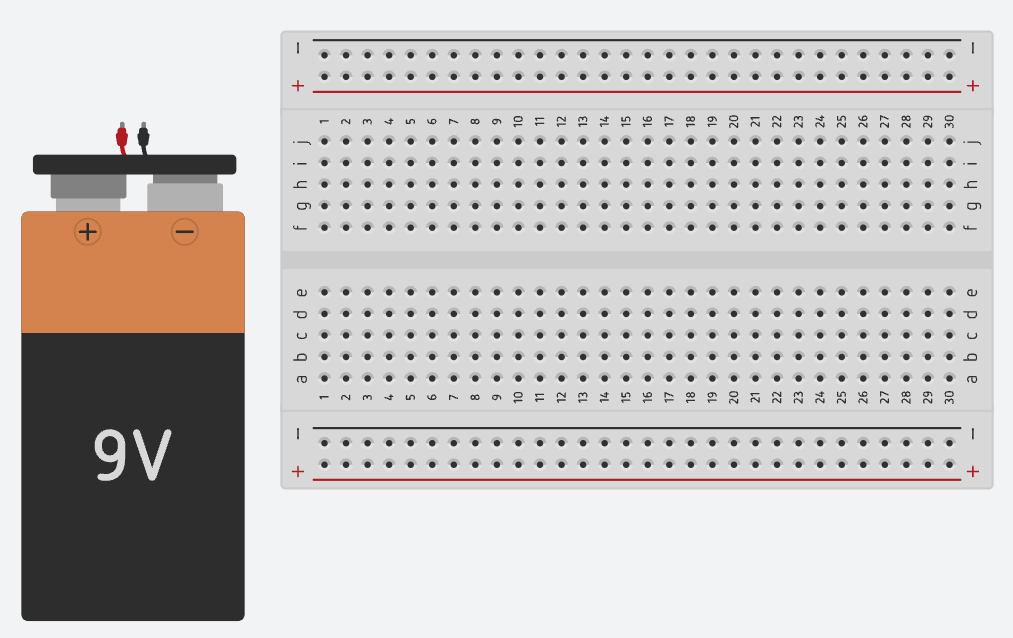 − −
+ +
1 2 3 4 5 6 7 8 9 10 11 12 13 14 15 16 17 18 19 20 21 22 23 24 25 26 27 28 29 30
j j
i i
h h
g g
f f
+ −
e e
d d
c c
b b
a a
1 2 3 4 5 6 7 8 9 10 11 12 13 14 15 16 17 18 19 20 21 22 23 24 25 26 27 28 29 30
− −
9V
+ +